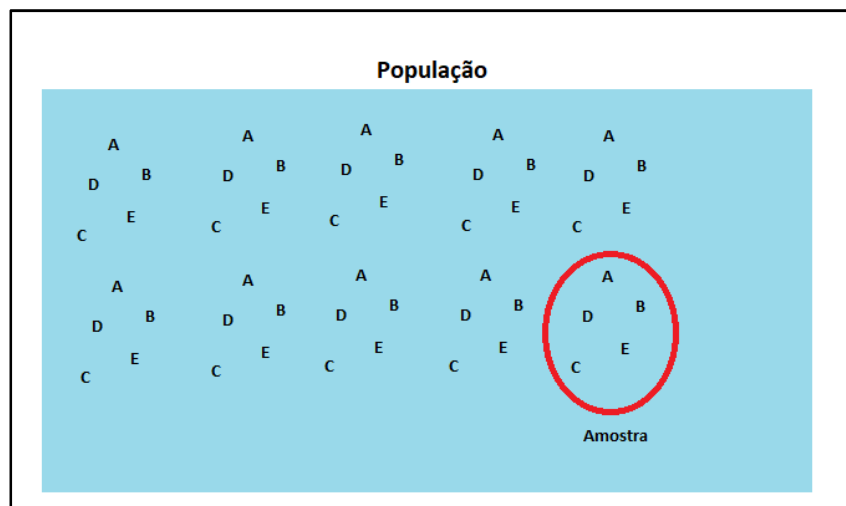 População
A A A A A
B B B B B
D D D D D
E E E E E
C C C C C
A A A A A
B B B B B
D D D D D
E E E E E
C C C C C
Amostra